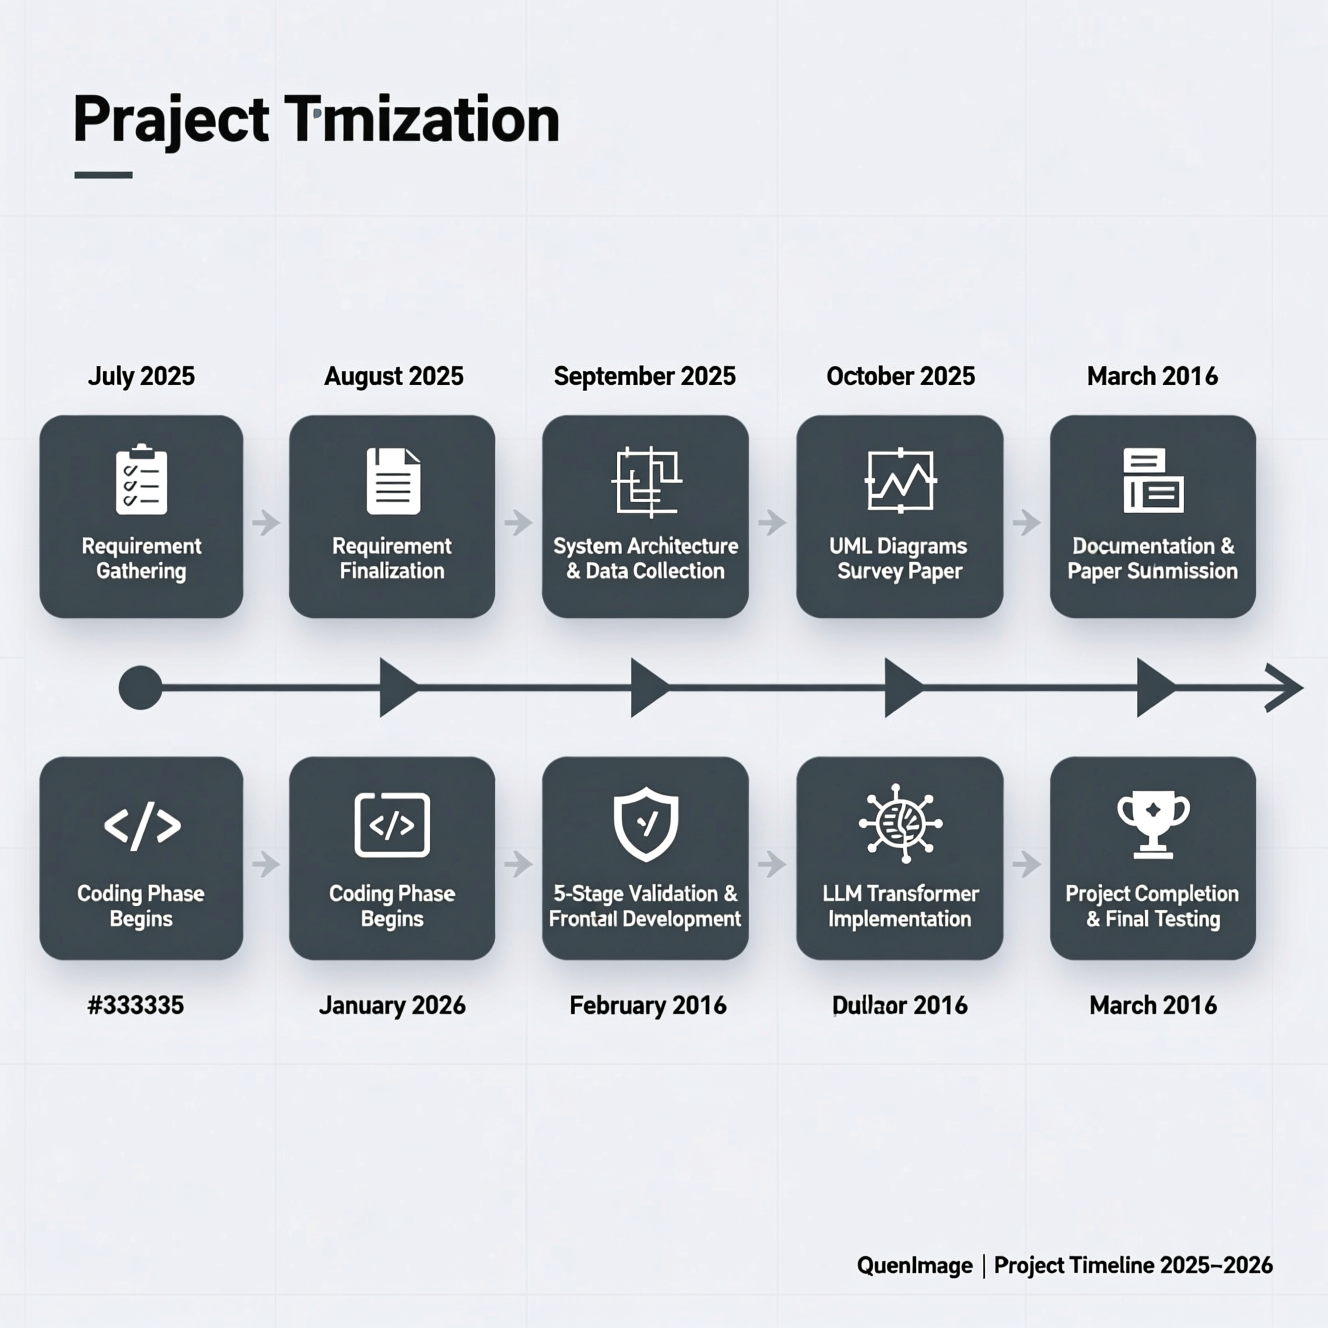 Praject Tmization
July 2025
August 2025
September 2025
October 2025
March 2016
Requirement
Gathering
Requirement
Finalization
System Architecture
& Data Collection
UML Diagrams
Survey Paper
Documentation &
Paper Sunmission
Coding Phase
Begins
Coding Phase
Begins
5-Stage Validation &
Frontail Development
LLM Transformer
Implementation
Project Completion
& Final Testing
#333335
January 2026
February 2016
2016
March 2016
QuenImage | Project Timeline 2025–2026